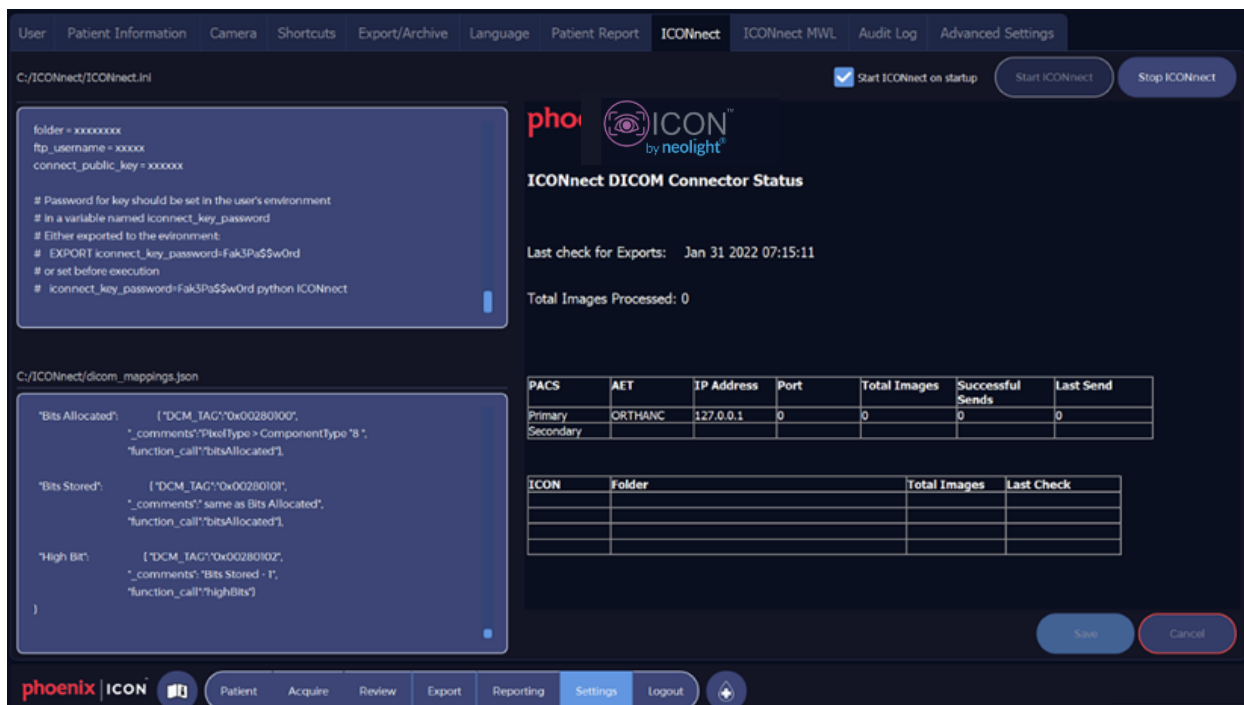 User Patient Information Camera Shortcuts Export/Archive Language Patient Report ICONnect ICONnect MWL Audit Log Advanced Settings
C:/ICONnect/ICONnect.ini
Start ICONnect on startup Start ICONnect Stop ICONnect
folder = xxxxxxxx
ftp_username = xxxxx
connect_public_key = xxxxxx
# Password for key should be set in the user's environment
# in a variable named iconnect_key_password
# Either exported to the evironment:
# EXPORT iconnect_key_password=Fak3Pa$$w0rd
# or set before execution
# iconnect_key_password=Fak3Pa$$w0rd python ICONnect
C:/ICONnect/dicom_mappings.json
"Bits Allocated": { "DCM_TAG":"0x00280100",
"_comments":"PixelType > ComponentType "8 ",
"function_call":"bitsAllocated"},
"Bits Stored": { "DCM_TAG":"0x00280101",
"_comments":" same as Bits Allocated",
"function_call":"bitsAllocated"},
"High Bit": { "DCM_TAG":"0x00280102",
"_comments": "Bits Stored - 1",
"function_call":"highBits"}
}
pho
ICON™
by neolight®
ICONnect DICOM Connector Status
Last check for Exports: Jan 31 2022 07:15:11
Total Images Processed: 0
PACS AET IP Address Port Total Images Successful Sends Last Send
Primary ORTHANC 127.0.0.1 0 0 0 0
Secondary
ICON Folder Total Images Last Check
Save Cancel
phoenix | ICON™ Patient Acquire Review Export Reporting Settings Logout